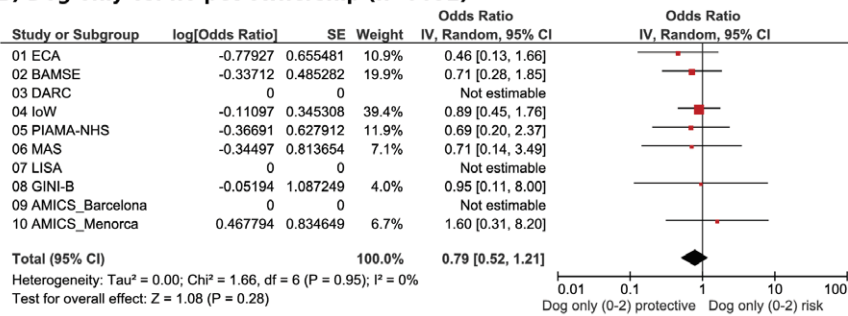 Odds Ratio Odds Ratio
Study or Subgroup log[Odds Ratio] SE Weight IV, Random, 95% CI IV, Random, 95% CI
01 ECA -0.77927 0.655481 10.9% 0.46 [0.13, 1.66]
02 BAMSE -0.33712 0.485282 19.9% 0.71 [0.28, 1.85]
03 DARC 0 0 Not estimable
04 IoW -0.11097 0.345308 39.4% 0.89 [0.45, 1.76]
05 PIAMA-NHS -0.36691 0.627912 11.9% 0.69 [0.20, 2.37]
06 MAS -0.34497 0.813654 7.1% 0.71 [0.14, 3.49]
07 LISA 0 0 Not estimable
08 GINI-B -0.05194 1.087249 4.0% 0.95 [0.11, 8.00]
09 AMICS_Barcelona 0 0 Not estimable
10 AMICS_Menorca 0.467794 0.834649 6.7% 1.60 [0.31, 8.20]
Total (95% CI) 100.0% 0.79 [0.52, 1.21]
Heterogeneity: Tau² = 0.00; Chi² = 1.66, df = 6 (P = 0.95); I² = 0%
Test for overall effect: Z = 1.08 (P = 0.28)
0.01 0.1 1 10 100
Dog only (0-2) protective Dog only (0-2) risk